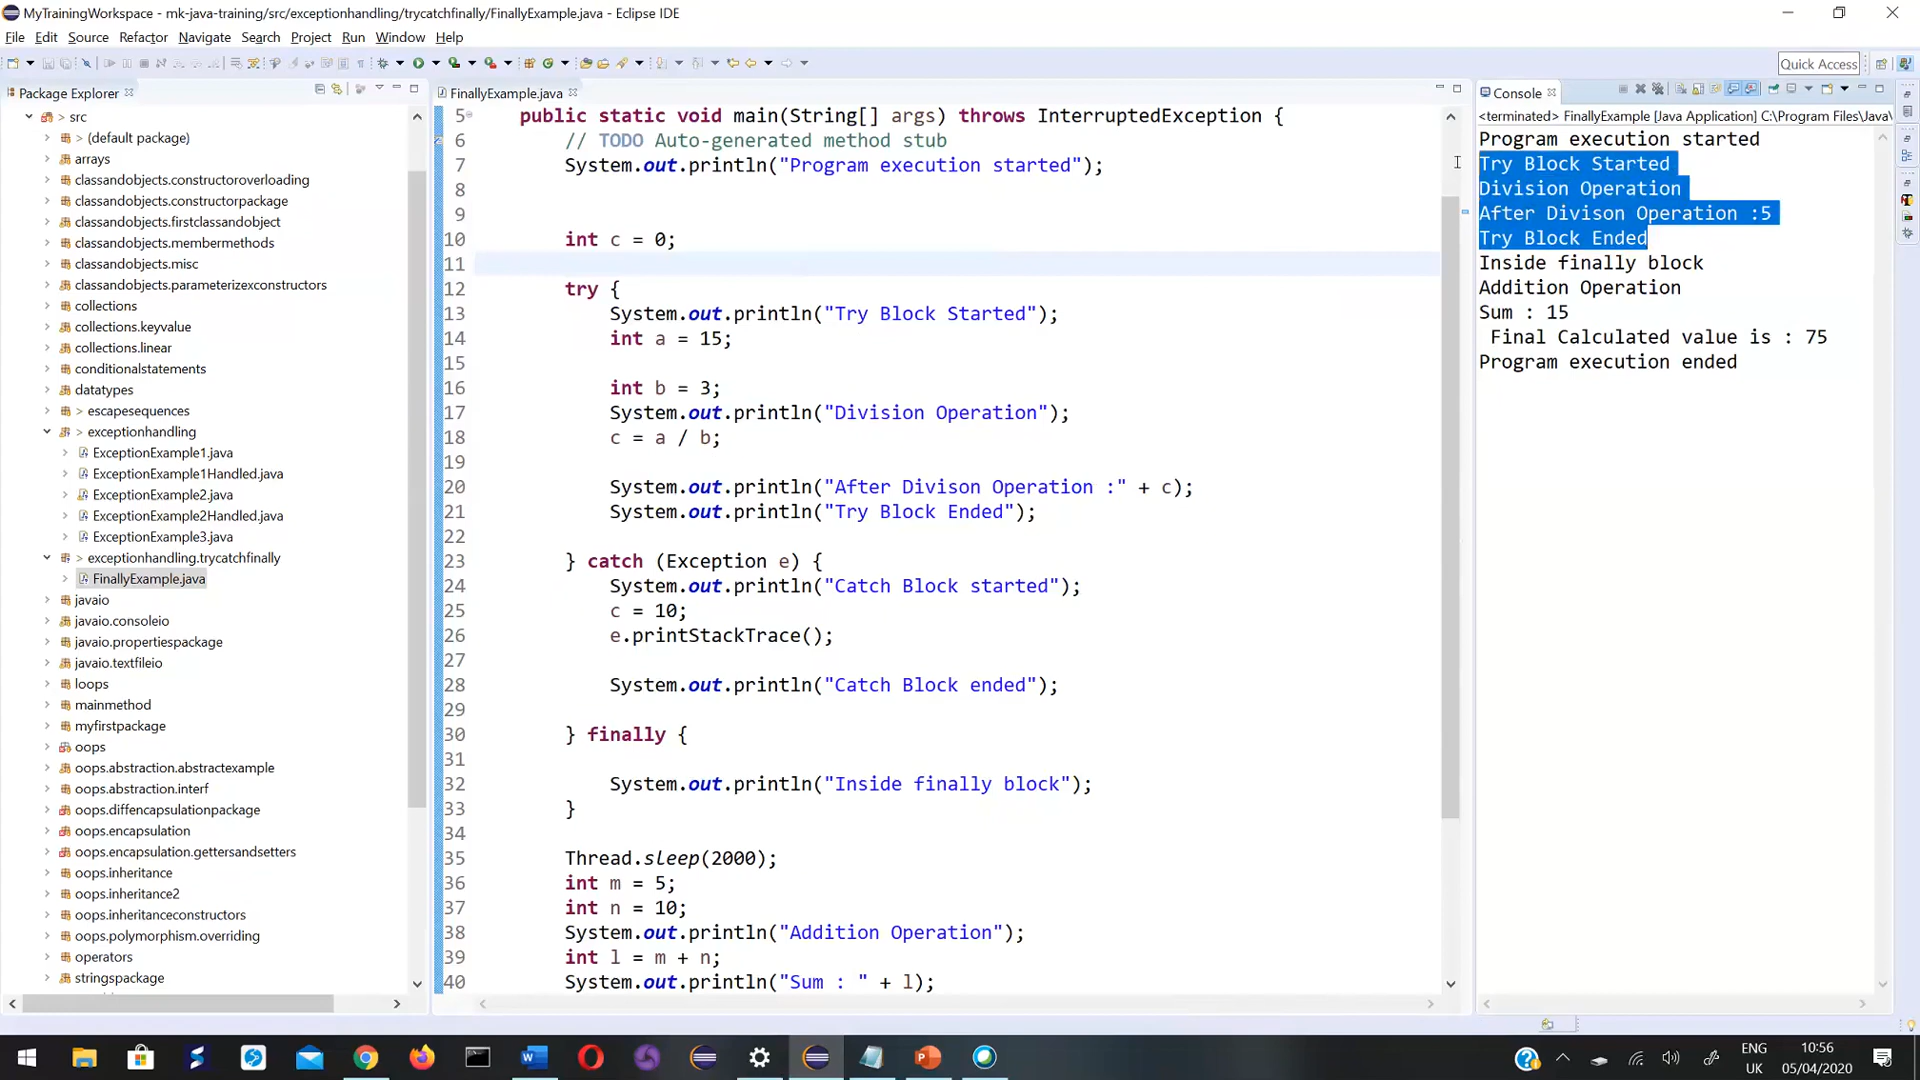 MyTrainingWorkspace - mk-java-training/src/exceptionhandling/trycatchfinally/FinallyExample.java - Eclipse IDE
File Edit Source Refactor Navigate Search Project Run Window Help
Quick Access
Package Explorer
> src
> (default package)
arrays
classandobjects.constructoroverloading
classandobjects.constructorpackage
classandobjects.firstclassandobject
classandobjects.membermethods
classandobjects.misc
classandobjects.parameterizexconstructors
collections
collections.keyvalue
collections.linear
conditionalstatements
datatypes
> escapesequences
> exceptionhandling
ExceptionExample1.java
ExceptionExample1Handled.java
ExceptionExample2.java
ExceptionExample2Handled.java
ExceptionExample3.java
> exceptionhandling.trycatchfinally
FinallyExample.java
javaio
javaio.consoleio
javaio.propertiespackage
javaio.textfileio
loops
mainmethod
myfirstpackage
oops
oops.abstraction.abstractexample
oops.abstraction.interf
oops.diffencapsulationpackage
oops.encapsulation
oops.encapsulation.gettersandsetters
oops.inheritance
oops.inheritance2
oops.inheritanceconstructors
oops.polymorphism.overriding
operators
stringspackage
FinallyExample.java
5 public static void main(String[] args) throws InterruptedException {
6 // TODO Auto-generated method stub
7 System.out.println("Program execution started");
8
9
10 int c = 0;
11
12 try {
13 System.out.println("Try Block Started");
14 int a = 15;
15
16 int b = 3;
17 System.out.println("Division Operation");
18 c = a / b;
19
20 System.out.println("After Divison Operation :" + c);
21 System.out.println("Try Block Ended");
22
23 } catch (Exception e) {
24 System.out.println("Catch Block started");
25 c = 10;
26 e.printStackTrace();
27
28 System.out.println("Catch Block ended");
29
30 } finally {
31
32 System.out.println("Inside finally block");
33 }
34
35 Thread.sleep(2000);
36 int m = 5;
37 int n = 10;
38 System.out.println("Addition Operation");
39 int l = m + n;
40 System.out.println("Sum : " + l);
Console
<terminated> FinallyExample [Java Application] C:\Program Files\Java\
Program execution started
Try Block Started
Division Operation
After Divison Operation :5
Try Block Ended
Inside finally block
Addition Operation
Sum : 15
Final Calculated value is : 75
Program execution ended
ENG
UK
10:56
05/04/2020